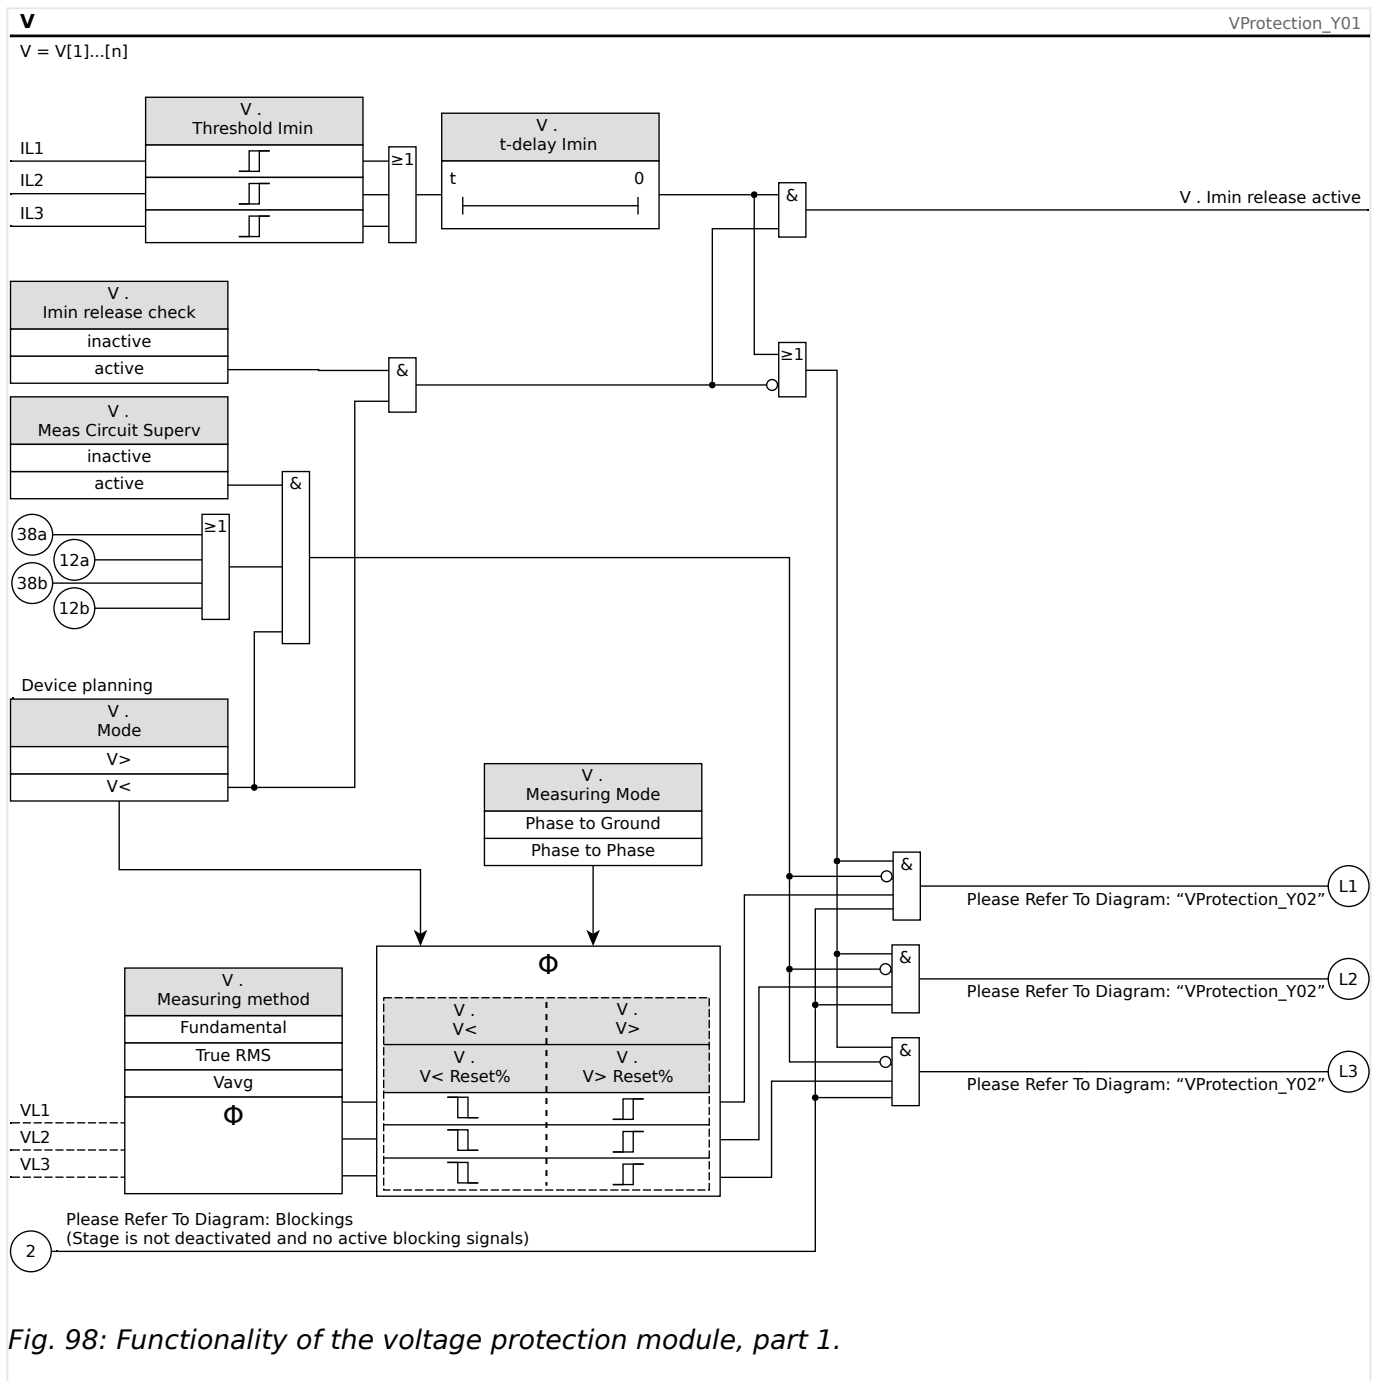 V
VProtection_Y01
V = V[1]...[n]
V .
Threshold Imin
IL1
IL2
IL3
≥1
V .
t-delay Imin
t
0
&
V . Imin release active
V .
Imin release check
inactive
active
&
≥1
V .
Meas Circuit Superv
inactive
active
&
38a
12a
38b
12b
≥1
Device planning
V .
Mode
V>
V<
V .
Measuring Mode
Phase to Ground
Phase to Phase
&
L1
Please Refer To Diagram: “VProtection_Y02”
&
L2
Please Refer To Diagram: “VProtection_Y02”
&
L3
Please Refer To Diagram: “VProtection_Y02”
V .
Measuring method
Fundamental
True RMS
Vavg
Φ
VL1
VL2
VL3
Φ
V .
V<
V .
V>
V .
V< Reset%
V .
V> Reset%
Please Refer To Diagram: Blockings
(Stage is not deactivated and no active blocking signals)
2
Fig. 98: Functionality of the voltage protection module, part 1.